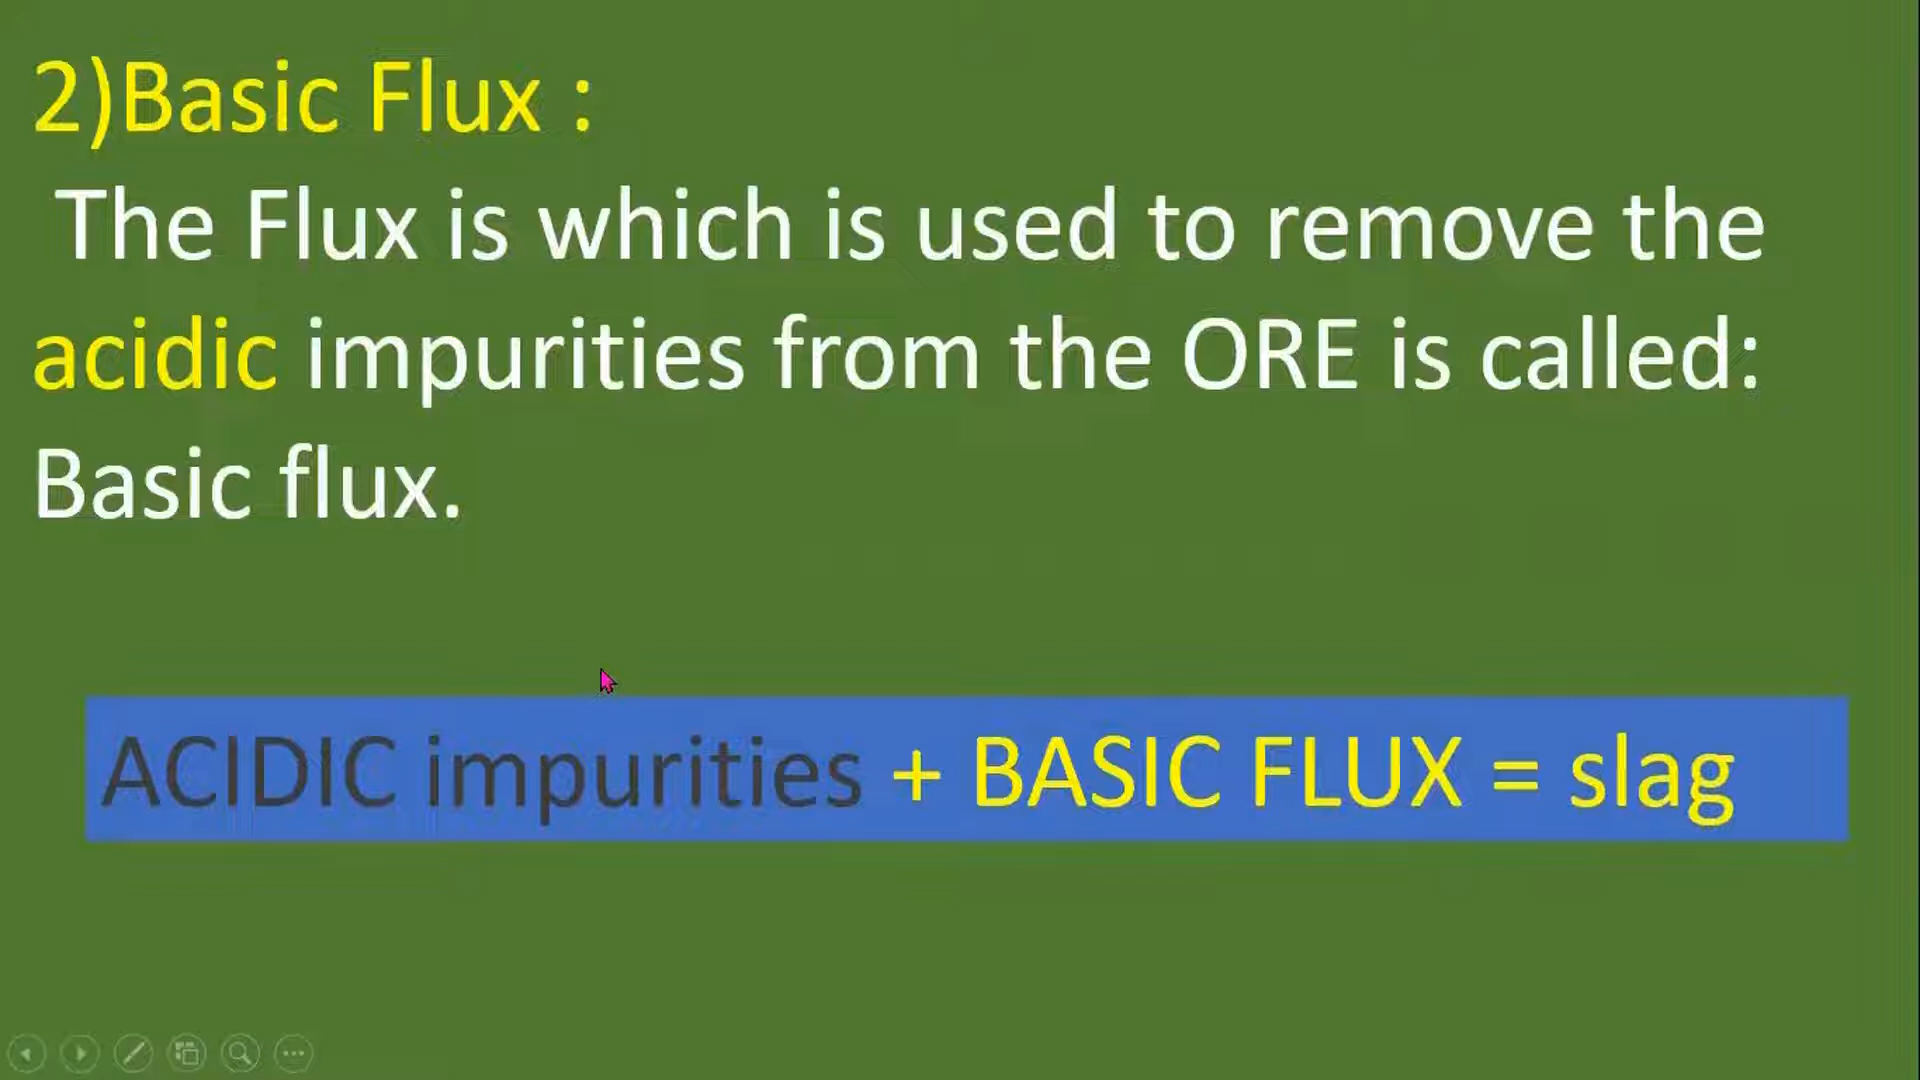 2)Basic Flux :
The Flux is which is used to remove the
acidic impurities from the ORE is called:
Basic flux.
ACIDIC impurities + BASIC FLUX = slag